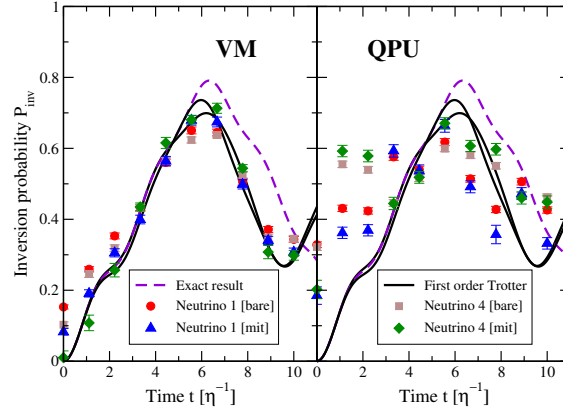 VM
QPU
Inversion probability P_inv
1
0.8
0.6
0.4
0.2
0
Exact result
Neutrino 1 [bare]
Neutrino 1 [mit]
First order Trotter
Neutrino 4 [bare]
Neutrino 4 [mit]
0 2 4 6 8 10 0 2 4 6 8 10
Time t [η⁻¹] Time t [η⁻¹]